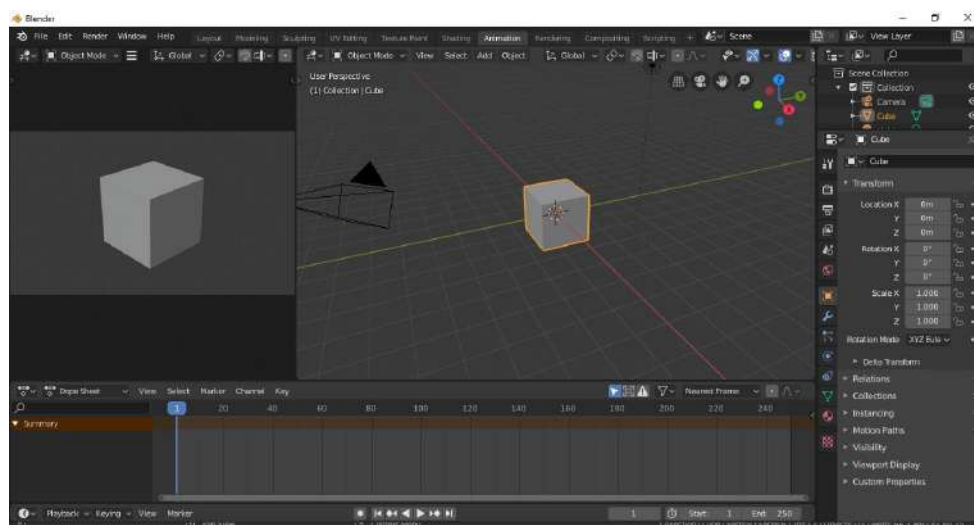 Blender
File Edit Render Window Help Layout Modeling Sculpting UV Editing Texture Paint Shading Animation Rendering Compositing Scripting + Scene View Layer
Object Mode Global Object Mode View Select Add Object Global
User Perspective
(1) Collection | Cube
Scene Collection
Collection
Camera
Cube
Cube
Cube
Transform
Location X 0m
Y 0m
Z 0m
Rotation X 0°
Y 0°
Z 0°
Scale X 1.000
Y 1.000
Z 1.000
Rotation Mode XYZ Eule
Delta Transform
Relations
Collections
Instancing
Motion Paths
Visibility
Viewport Display
Custom Properties
Dope Sheet View Select Marker Channel Key Nearest Frame
1 20 40 60 80 100 120 140 160 180 200 220 240
Summary
Playback Keying View Marker 1 Start: 1 End: 250